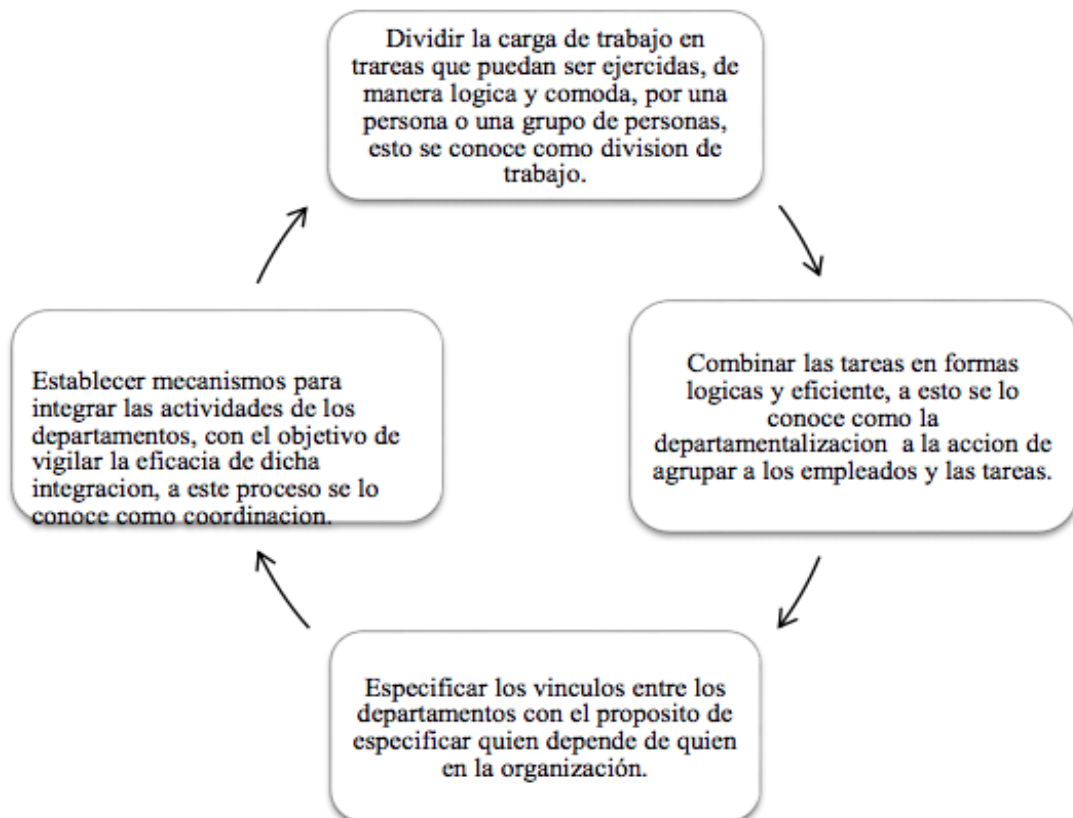 Dividir la carga de trabajo en
trareas que puedan ser ejercidas, de
manera logica y comoda, por una
persona o una grupo de personas,
esto se conoce como division de
trabajo.
Combinar las tareas en formas
logicas y eficiente, a esto se lo
conoce como la
departamentalizacion a la accion de
agrupar a los empleados y las tareas.
Especificar los vinculos entre los
departamentos con el proposito de
especificar quien depende de quien
en la organización.
Establecer mecanismos para
integrar las actividades de los
departamentos, con el objetivo de
vigilar la eficacia de dicha
integracion, a este proceso se lo
conoce como coordinacion.